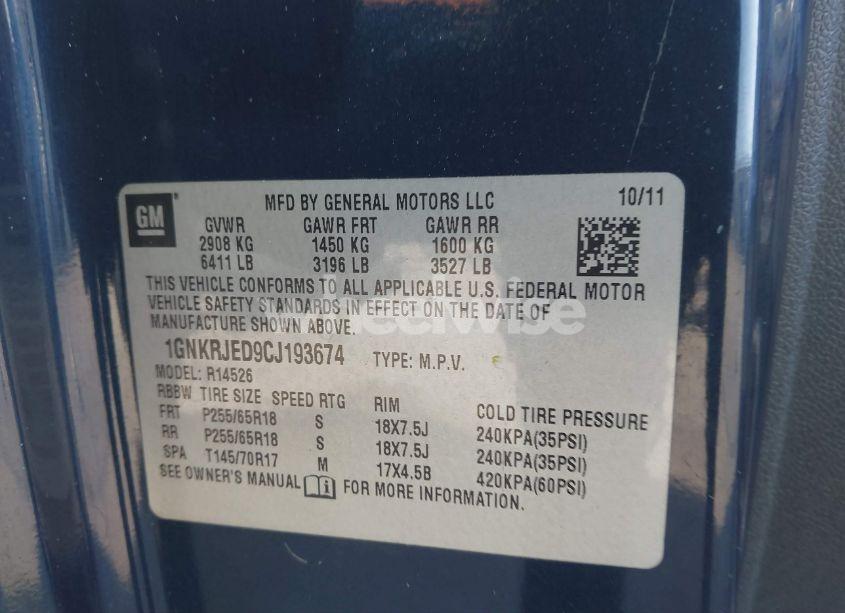 GM
MFD BY GENERAL MOTORS LLC 10/11
GVWR GAWR FRT GAWR RR
2908 KG 1450 KG 1600 KG
6411 LB 3196 LB 3527 LB
THIS VEHICLE CONFORMS TO ALL APPLICABLE U.S. FEDERAL MOTOR
VEHICLE SAFETY STANDARDS IN EFFECT ON THE DATE OF
MANUFACTURE SHOWN ABOVE.
1GNKRJED9CJ193674 TYPE: M.P.V.
MODEL: R14526
RBBW TIRE SIZE SPEED RTG RIM COLD TIRE PRESSURE
FRT P255/65R18 S 18X7.5J 240KPA(35PSI)
RR P255/65R18 S 18X7.5J 240KPA(35PSI)
SPA T145/70R17 M 17X4.5B 420KPA(60PSI)
SEE OWNER'S MANUAL i FOR MORE INFORMATION.